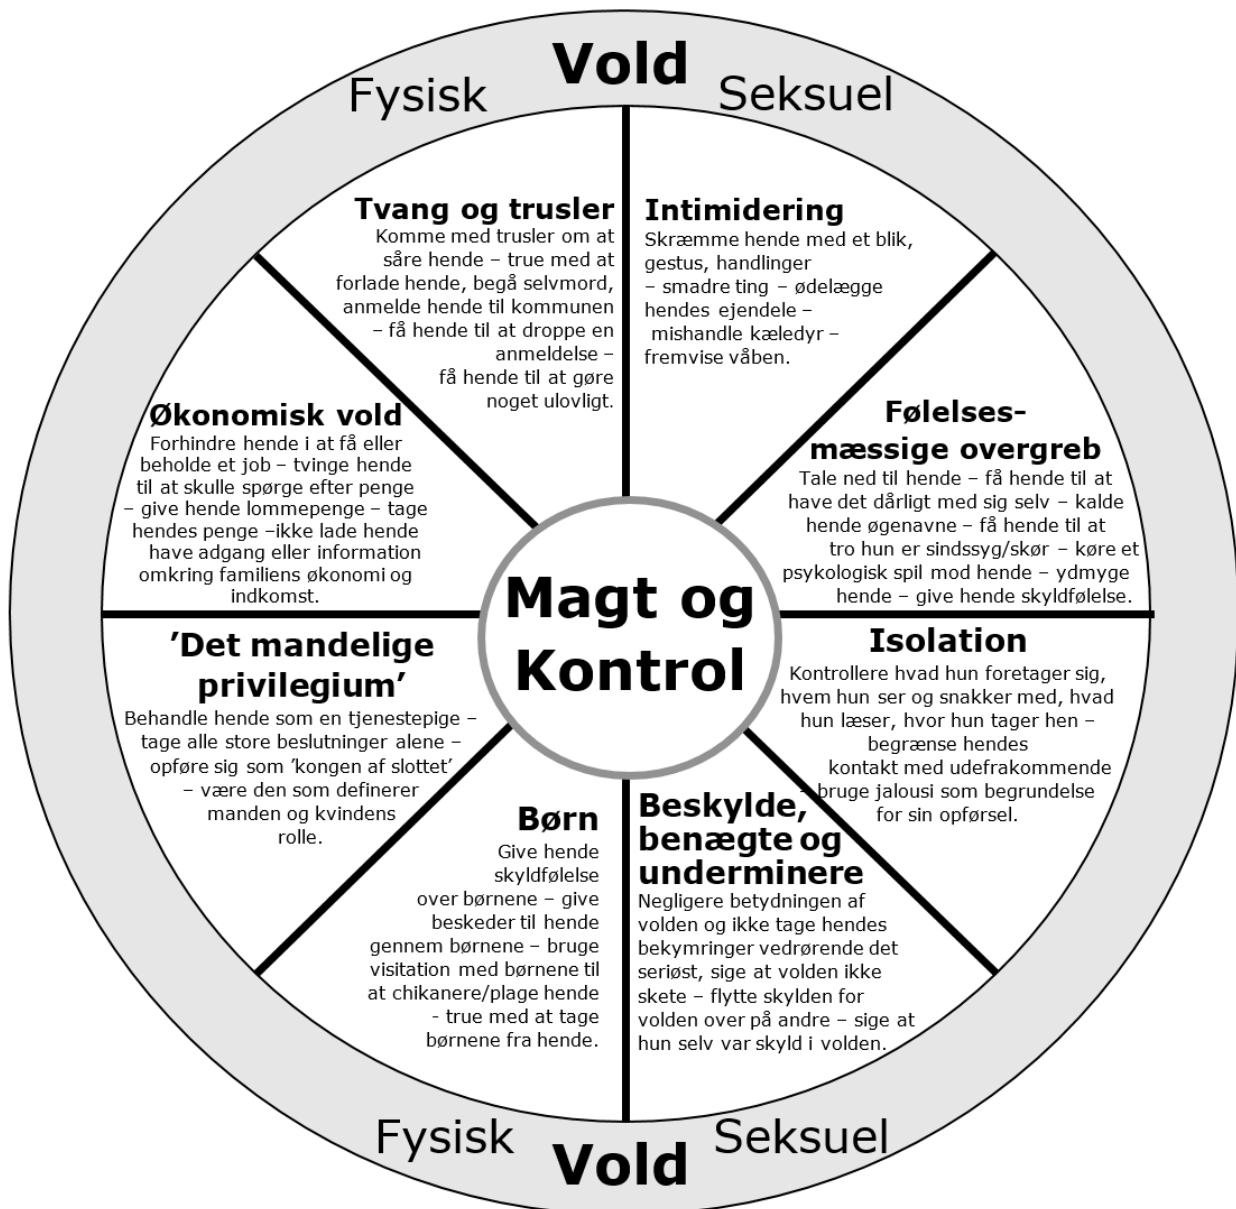 Vold
Fysisk
Seksuel
Tvang og trusler
Komme med trusler om at
såre hende – true med at
forlade hende, begå selvmord,
anmelde hende til kommunen
– få hende til at droppe en
anmeldelse –
få hende til at gøre
noget ulovligt.
Intimidering
Skræmme hende med et blik,
gestus, handlinger
– smadre ting – ødelægge
hendes ejendele –
mishandle kæledyr –
fremvise våben.
Økonomisk vold
Forhindre hende i at få eller
beholde et job – tvinge hende
til at skulle spørge efter penge
– give hende lommepenge – tage
hendes penge –ikke lade hende
have adgang eller information
omkring familiens økonomi og
indkomst.
Følelses-
mæssige overgreb
Tale ned til hende – få hende til at
have det dårligt med sig selv – kalde
hende øgenavne – få hende til at
tro hun er sindssyg/skør – køre et
psykologisk spil mod hende – ydmyge
hende – give hende skyldfølelse.
Magt og
Kontrol
’Det mandelige
privilegium’
Behandle hende som en tjenestepige –
tage alle store beslutninger alene –
opføre sig som ’kongen af slottet’
– være den som definerer
manden og kvindens
rolle.
Isolation
Kontrollere hvad hun foretager sig,
hvem hun ser og snakker med, hvad
hun læser, hvor hun tager hen –
begrænse hendes
kontakt med udefrakommende
– bruge jalousi som begrundelse
for sin opførsel.
Børn
Give hende
skyldfølelse
over børnene – give
beskeder til hende
gennem børnene – bruge
visitation med børnene til
at chikanere/plage hende
- true med at tage
børnene fra hende.
Beskylde,
benægte og
underminere
Negligere betydningen af
volden og ikke tage hendes
bekymringer vedrørende det
seriøst, sige at volden ikke
skete – flytte skylden for
volden over på andre – sige at
hun selv var skyld i volden.
Fysisk
Seksuel
Vold